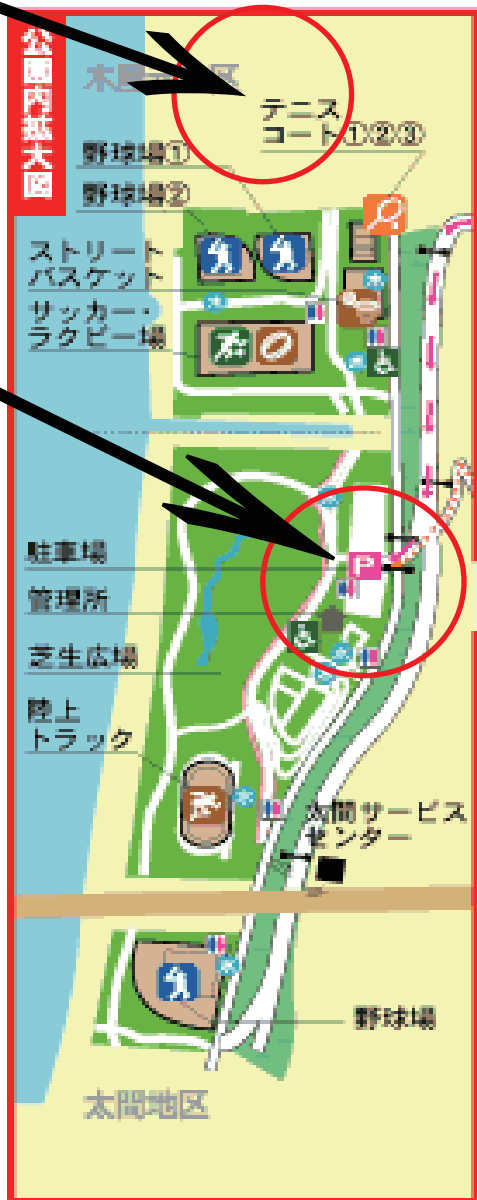 公園内拡大図
木屋元地区
テニス
コート①②③
野球場①
野球場②
ストリート
バスケット
サッカー・
ラグビー場
駐車場
P
管理所
芝生広場
陸上
トラック
太間サービス
センター
野球場
太間地区